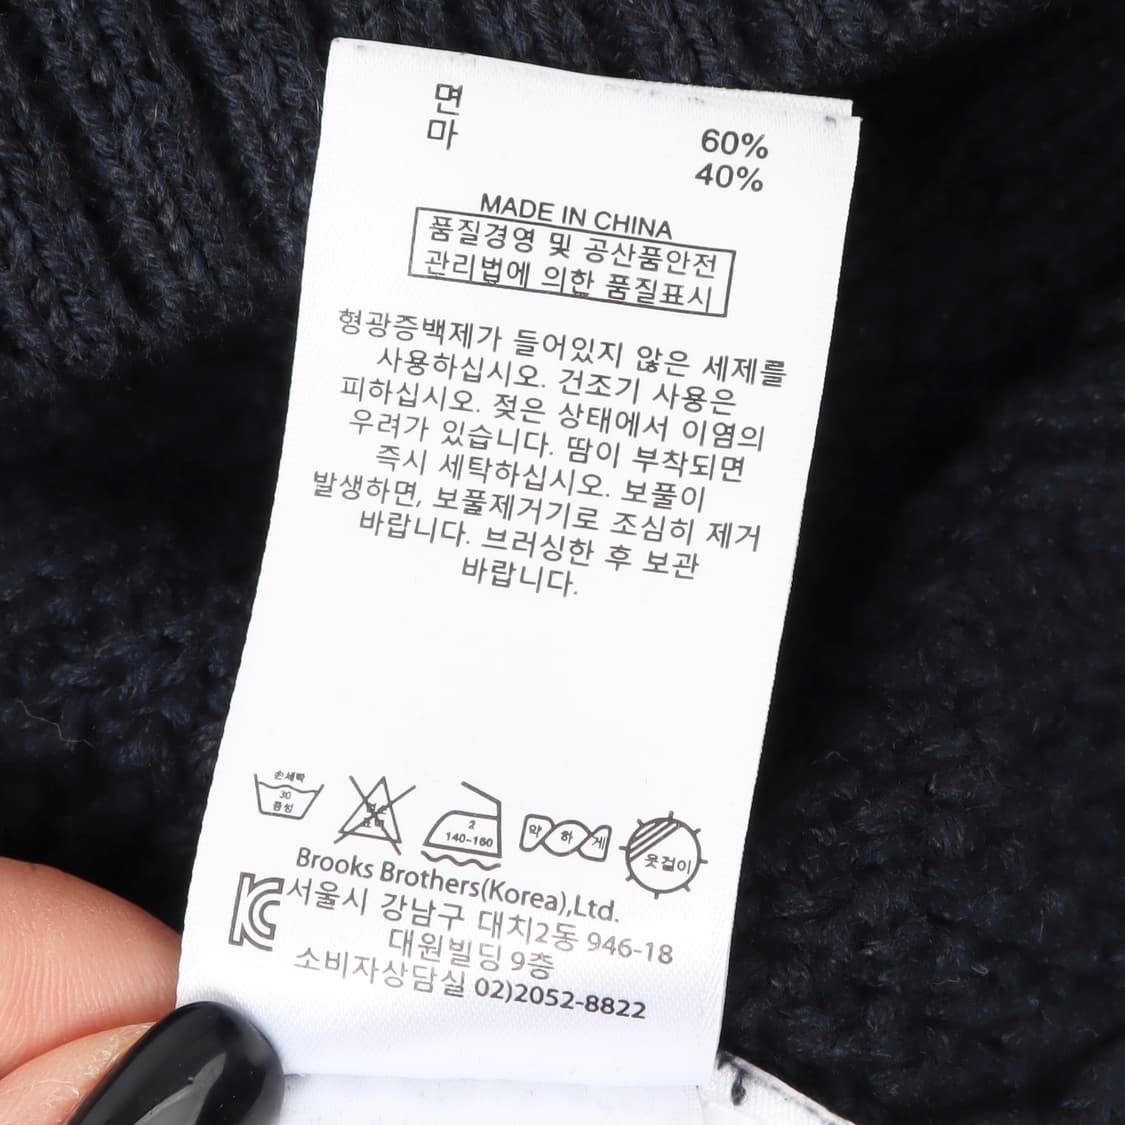 면
마
60%
40%
MADE IN CHINA
품질경영 및 공산품안전
관리법에 의한 품질표시
형광증백제가 들어있지 않은 세제를
사용하십시오. 건조기 사용은
피하십시오. 젖은 상태에서 이염의
우려가 있습니다. 땀이 부착되면
즉시 세탁하십시오. 보풀이
발생하면, 보풀제거기로 조심히 제거
바랍니다. 브러싱한 후 보관
바랍니다.
손세탁
30
중성
염소
표백
2
140~160
약하게
옷걸이
Brooks Brothers(Korea),Ltd.
서울시 강남구 대치2동 946-18
대원빌딩 9층
소비자상담실 02)2052-8822